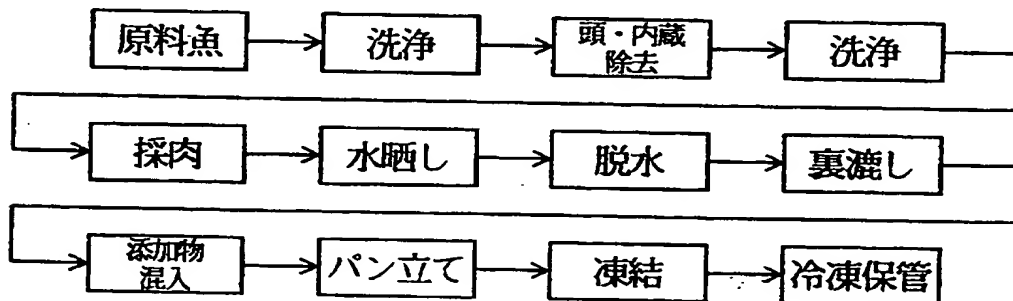 原料魚
洗浄
頭・内蔵
除去
洗浄
採肉
水晒し
脱水
裏漉し
添加物
混入
パン立て
凍結
冷凍保管